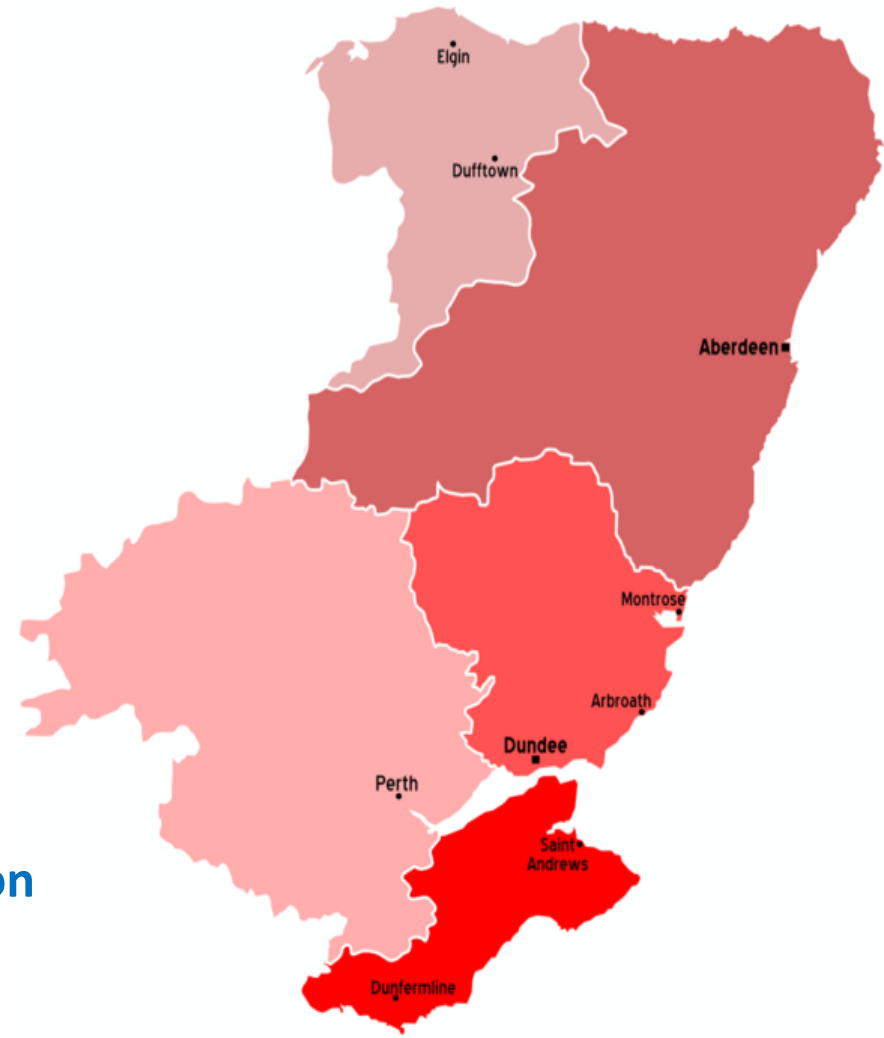 Elgin
Dufftown
Aberdeen
Montrose
Arbroath
Dundee
Perth
Saint
Andrews
on
Dunfermline